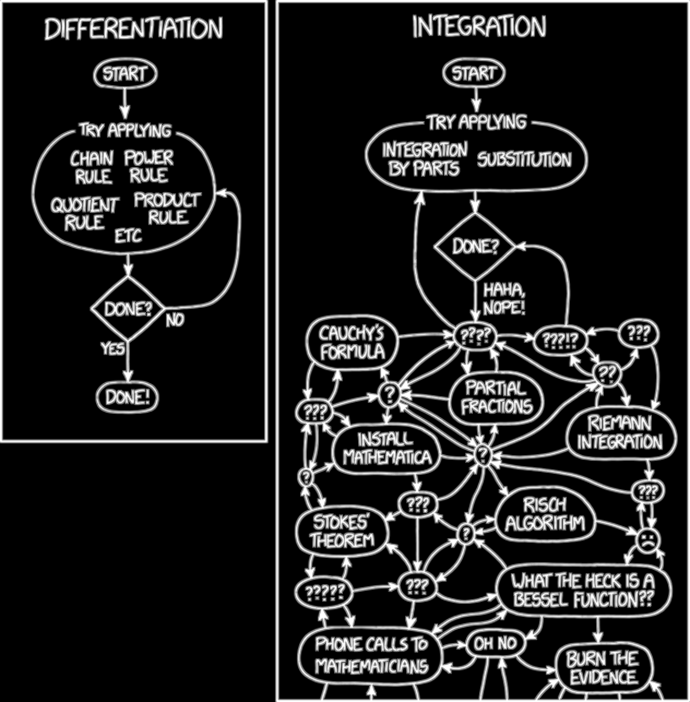 DIFFERENTIATION
START
TRY APPLYING
CHAIN RULE
POWER RULE
QUOTIENT RULE
PRODUCT RULE
ETC
DONE?
NO
YES
DONE!
INTEGRATION
START
TRY APPLYING
INTEGRATION
BY PARTS
SUBSTITUTION
DONE?
HAHA,
NOPE!
CAUCHY'S
FORMULA
????
???!?
???
??
?
PARTIAL
FRACTIONS
???
RIEMANN
INTEGRATION
INSTALL
MATHEMATICA
?
?
???
???
STOKES'
THEOREM
RISCH
ALGORITHM
?
?????
???
WHAT THE HECK IS A
BESSEL FUNCTION??
PHONE CALLS TO
MATHEMATICIANS
OH NO
BURN THE
EVIDENCE